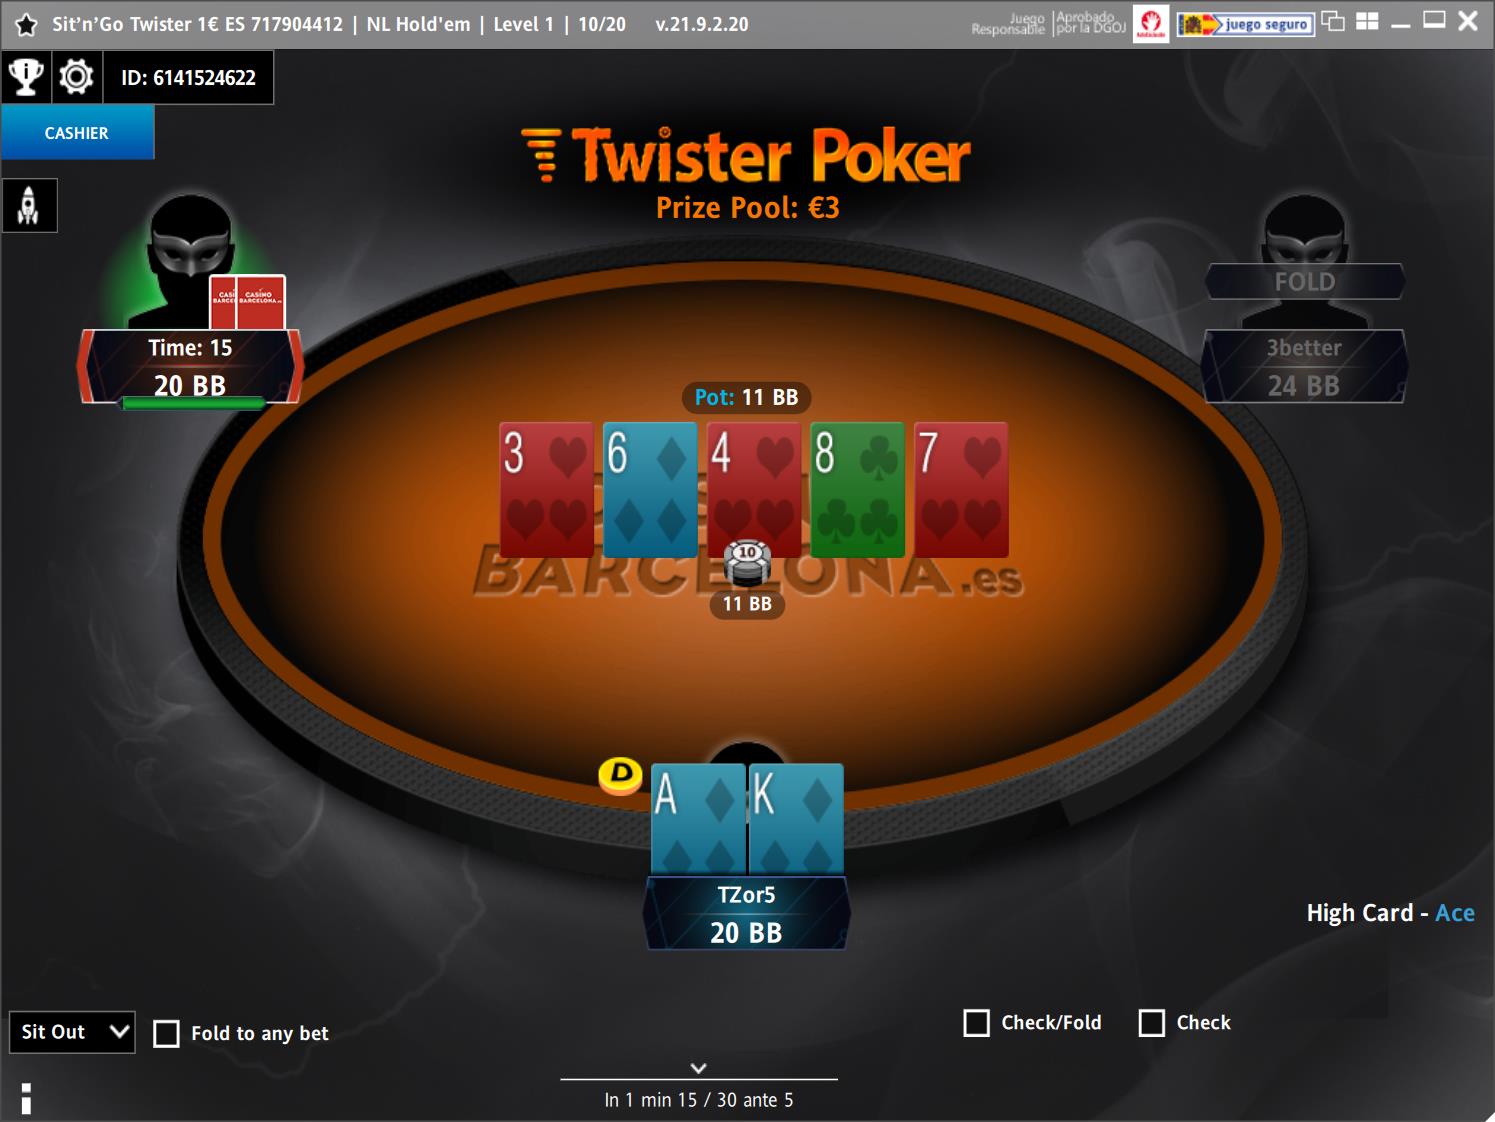 Sit'n'Go Twister 1€ ES 717904412 | NL Hold'em | Level 1 | 10/20 v.21.9.2.20
Juego Responsable
Aprobado por la DGOJ
juego seguro
ID: 6141524622
CASHIER
Twister Poker
Prize Pool: €3
CASINO BARCELONA.es
Time: 15
20 BB
FOLD
3better
24 BB
Pot: 11 BB
3 6 4 8 7
BARCELONA.es
10
11 BB
D
A K
TZor5
20 BB
High Card - Ace
Sit Out
Fold to any bet
Check/Fold
Check
In 1 min 15 / 30 ante 5